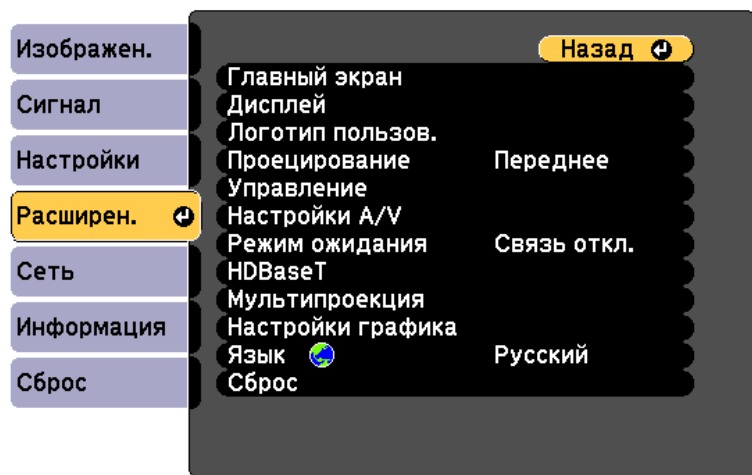 Изображен.
Сигнал
Настройки
Расширен.
Сеть
Информация
Сброс
Назад
Главный экран
Дисплей
Логотип пользов.
Проецирование Переднее
Управление
Настройки A/V
Режим ожидания Связь откл.
HDBaseT
Мультипроекция
Настройки графика
Язык Русский
Сброс